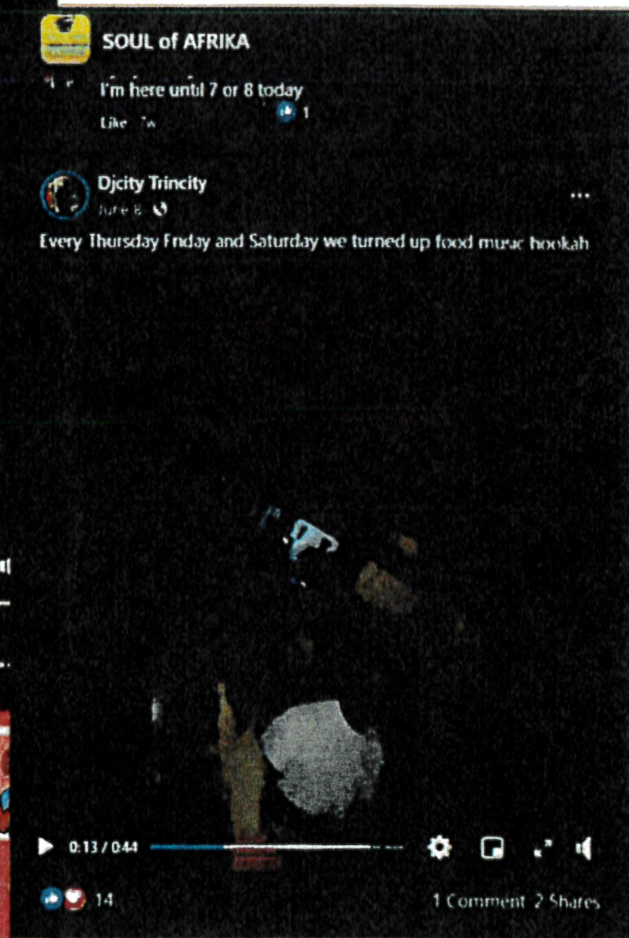 SOUL of AFRIKA
I'm here until 7 or 8 today
Like
1
Djcity Trincity
June 8
Every Thursday Friday and Saturday we turned up food music hookah
0:13 / 0:44
14
1 Comment 2 Shares